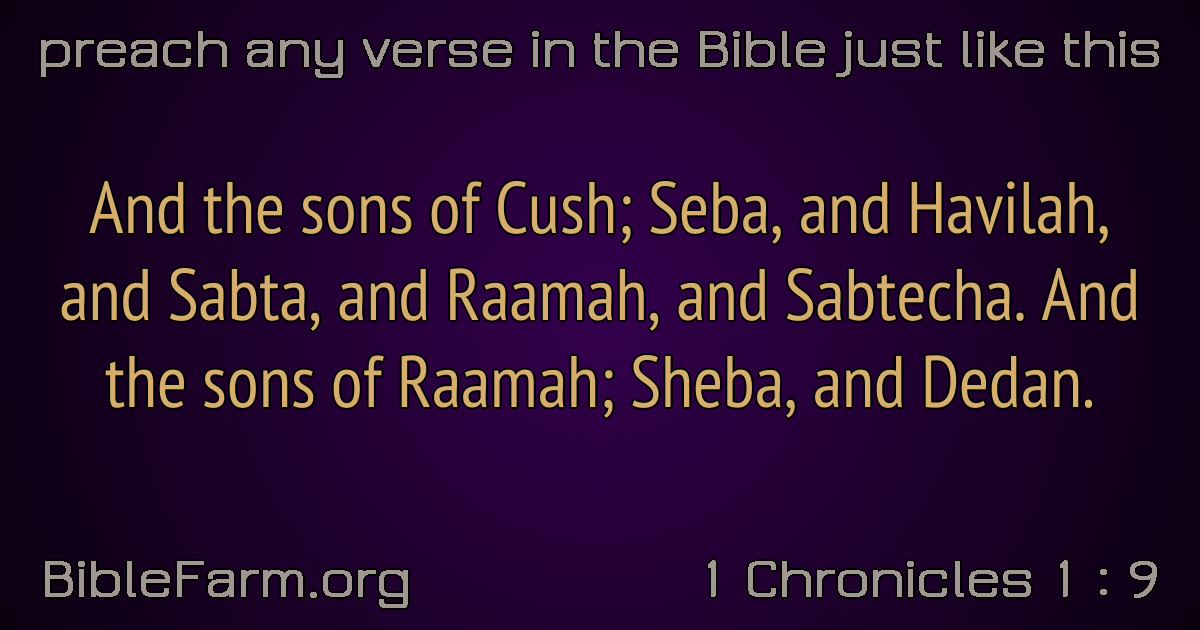 preach any verse in the Bible just like this
And the sons of Cush; Seba, and Havilah,
and Sabta, and Raamah, and Sabtecha. And
the sons of Raamah; Sheba, and Dedan.
BibleFarm.org
1 Chronicles 1 : 9